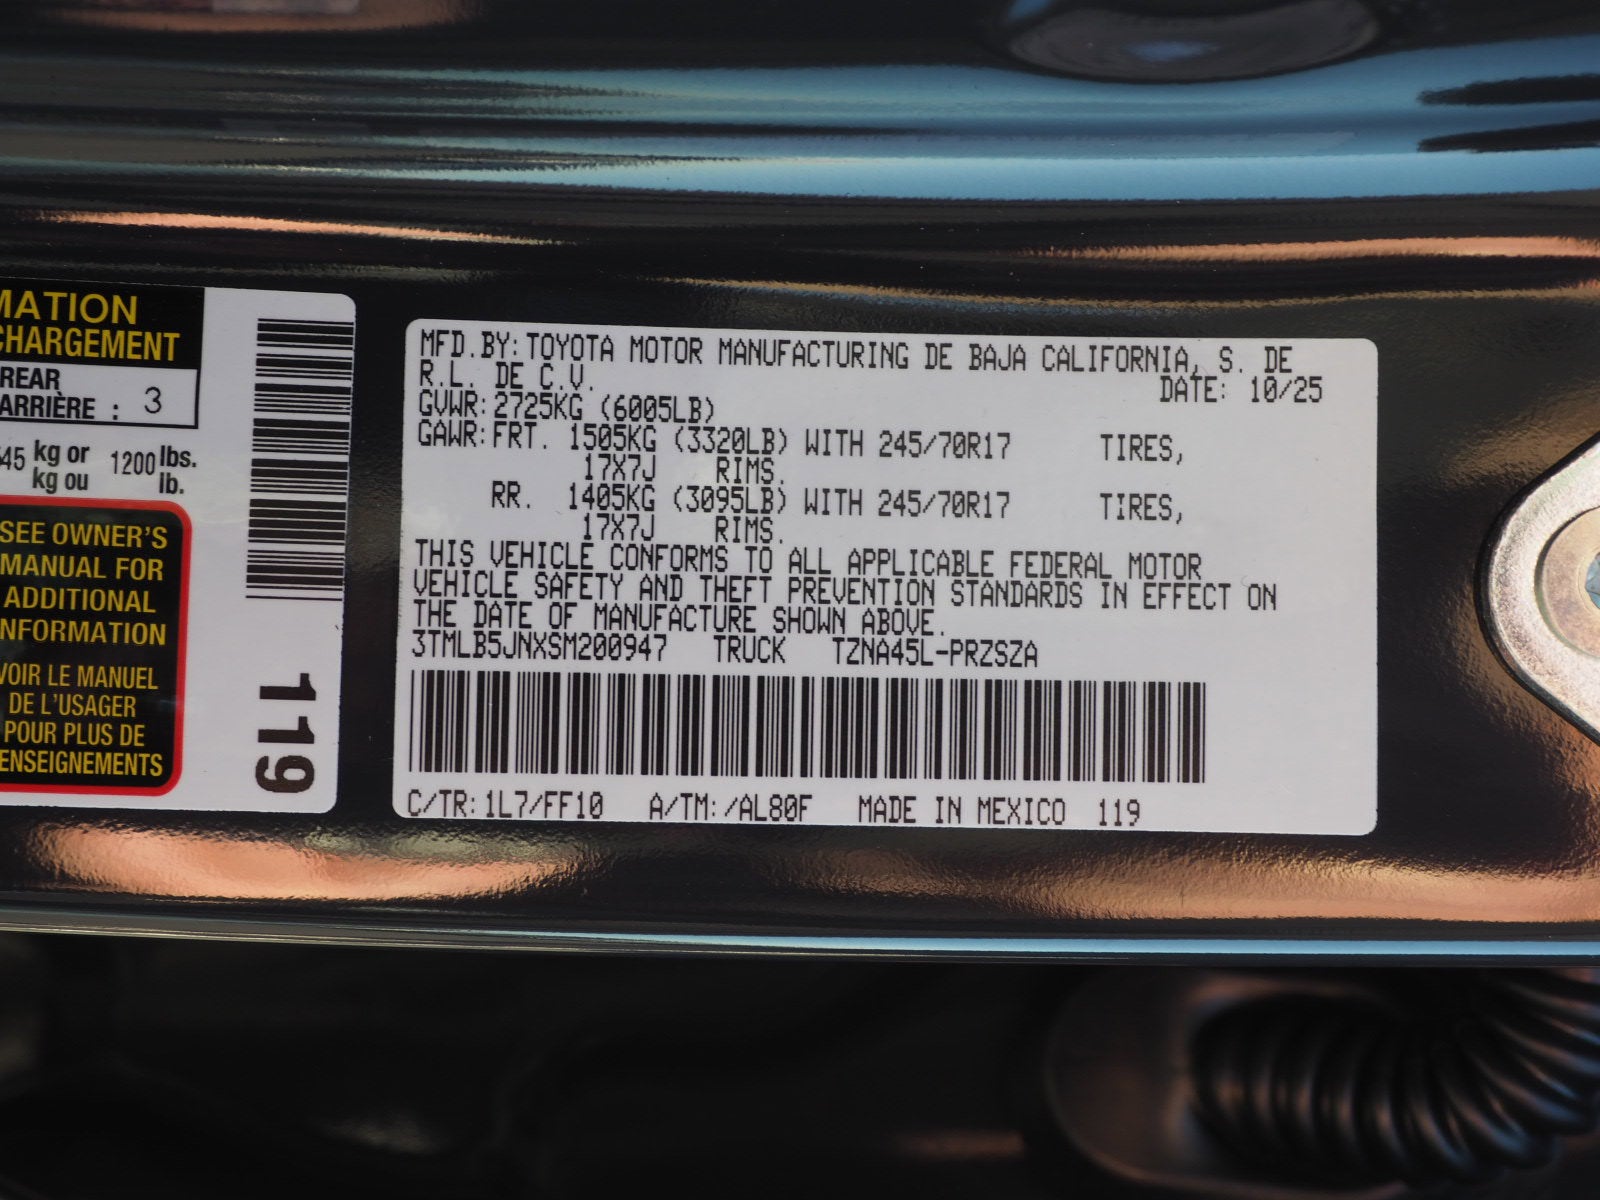 MATION
CHARGEMENT
REAR
ARRIÈRE : 3
45 kg or 1200 lbs.
kg ou lb.
SEE OWNER'S
MANUAL FOR
ADDITIONAL
NFORMATION
VOIR LE MANUEL
DE L'USAGER
POUR PLUS DE
ENSEIGNEMENTS
119
MFD.BY: TOYOTA MOTOR MANUFACTURING DE BAJA CALIFORNIA, S. DE
R.L. DE C.V. DATE: 10/25
GVWR: 2725KG (6005LB)
GAWR: FRT. 1505KG (3320LB) WITH 245/70R17 TIRES,
17X7J RIMS.
RR. 1405KG (3095LB) WITH 245/70R17 TIRES,
17X7J RIMS.
THIS VEHICLE CONFORMS TO ALL APPLICABLE FEDERAL MOTOR
VEHICLE SAFETY AND THEFT PREVENTION STANDARDS IN EFFECT ON
THE DATE OF MANUFACTURE SHOWN ABOVE.
3TMLB5JNXSM200947 TRUCK TZNA45L-PRZSZA
C/TR: 1L7/FF10 A/TM: /AL80F MADE IN MEXICO 119